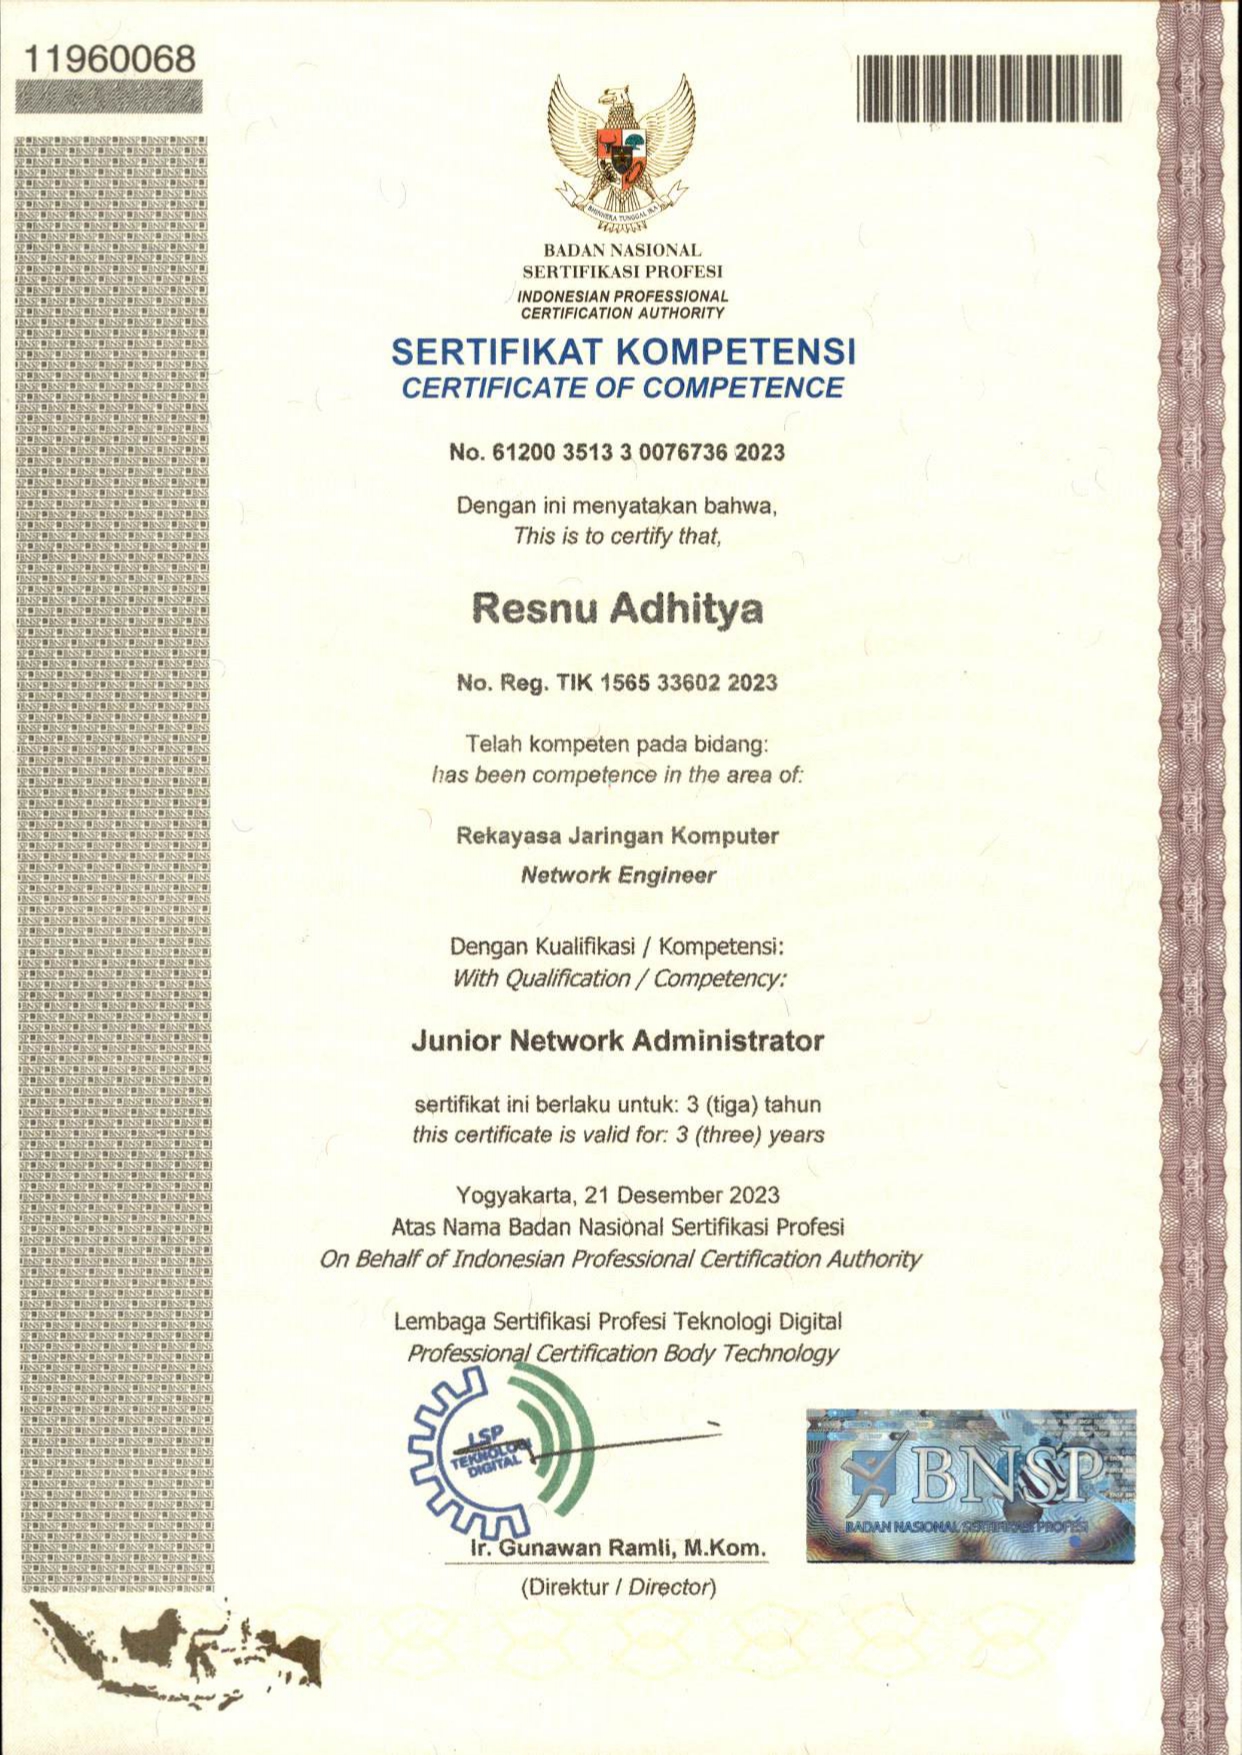 11960068
BHINNEKA TUNGGAL IKA
BADAN NASIONAL
SERTIFIKASI PROFESI
INDONESIAN PROFESSIONAL
CERTIFICATION AUTHORITY
SERTIFIKAT KOMPETENSI
CERTIFICATE OF COMPETENCE
No. 61200 3513 3 0076736 2023
Dengan ini menyatakan bahwa,
This is to certify that,
Resnu Adhitya
No. Reg. TIK 1565 33602 2023
Telah kompeten pada bidang:
has been competence in the area of:
Rekayasa Jaringan Komputer
Network Engineer
Dengan Kualifikasi / Kompetensi:
With Qualification / Competency:
Junior Network Administrator
sertifikat ini berlaku untuk: 3 (tiga) tahun
this certificate is valid for: 3 (three) years
Yogyakarta, 21 Desember 2023
Atas Nama Badan Nasional Sertifikasi Profesi
On Behalf of Indonesian Professional Certification Authority
Lembaga Sertifikasi Profesi Teknologi Digital
Professional Certification Body Technology
LSP
TEKNOLOGI
DIGITAL
BNSP
BADAN NASIONAL SERTIFIKASI PROFESI
Ir. Gunawan Ramli, M.Kom.
(Direktur / Director)